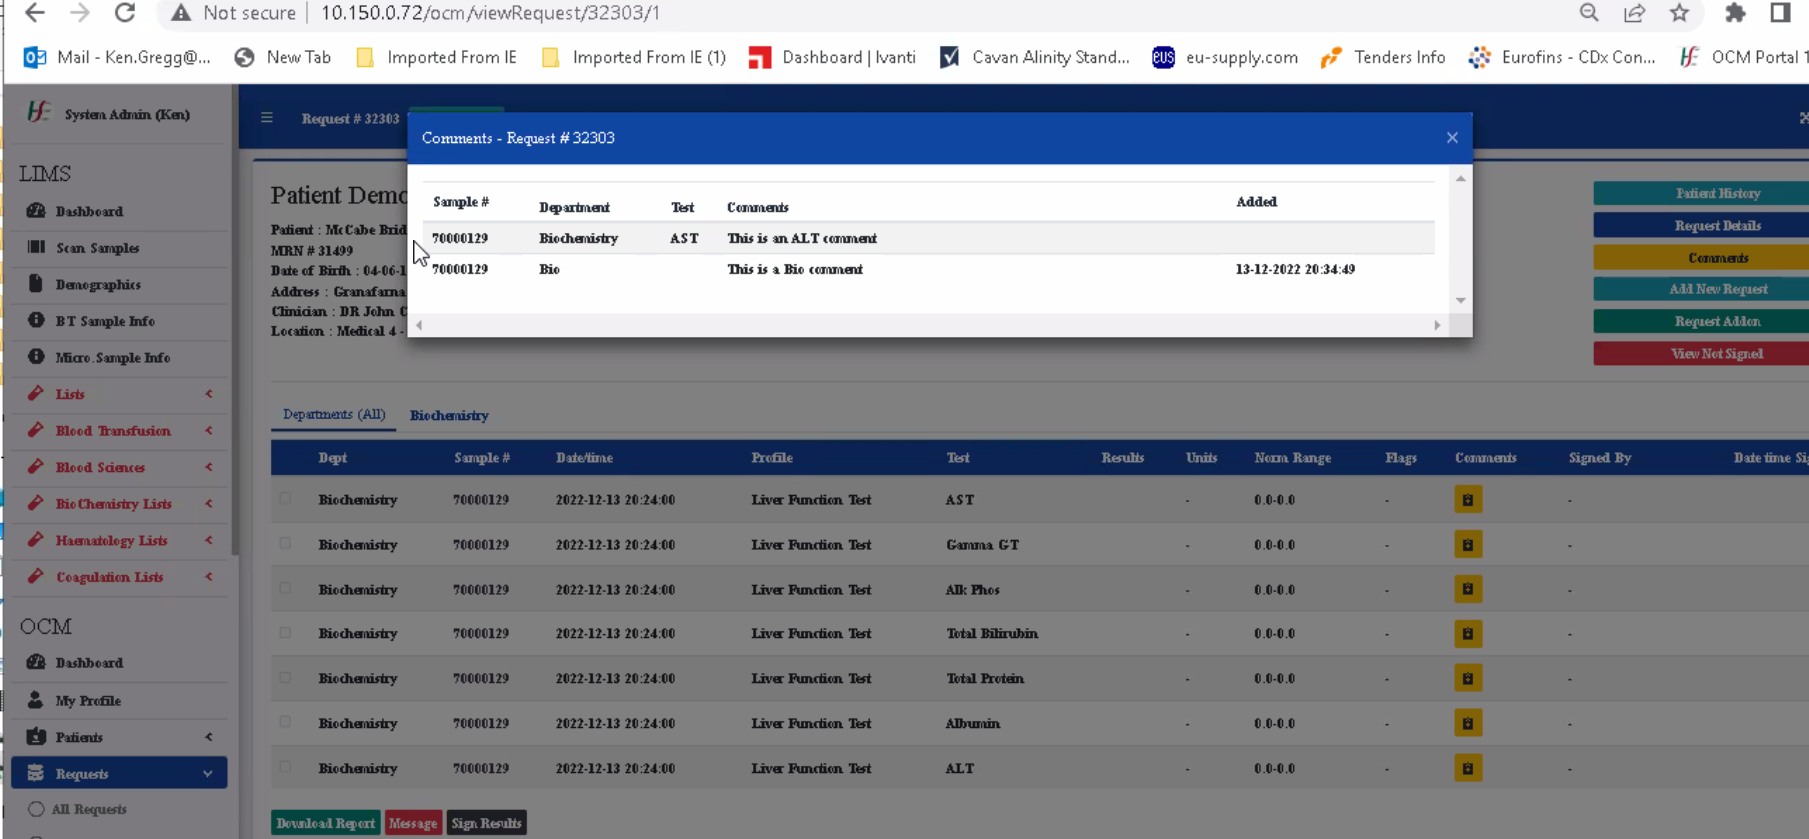 Not secure | 10.150.0.72/ocm/viewRequest/32303/1
Mail - Ken.Gregg@... New Tab Imported From IE Imported From IE (1) Dashboard | Ivanti Cavan Alinity Stand... eu-supply.com Tenders Info Eurofins - CDx Con... OCM Portal 1
System Admin (Ken)
Request # 32303
Comments - Request # 32303 ×
LIMS
Dashboard
Scan Samples
Demographics
BT Sample Info
Micro.Sample Info
Lists
Blood Transfusion
Blood Sciences
BioChemistry Lists
Haematology Lists
Coagulation Lists
OCM
Dashboard
My Profile
Patients
Requests
All Requests
Patient Demo
Patient : McCabe Brid
MRN # 31499
Date of Birth : 04-06-1
Address : Granafarna
Clinician : DR John C
Location : Medical 4 -
Sample # Department Test Comments Added
70000129 Biochemistry AST This is an ALT comment
70000129 Bio This is a Bio comment 13-12-2022 20:34:49
Patient History
Request Details
Comments
Add New Request
Request Addon
View Not Signed
Departments (All) Biochemistry
Dept Sample # Date/time Profile Test Results Units Norm Range Flags Comments Signed By Date time Si
Biochemistry 70000129 2022-12-13 20:24:00 Liver Function Test AST - 0.0-0.0 - -
Biochemistry 70000129 2022-12-13 20:24:00 Liver Function Test Gamma GT - 0.0-0.0 - -
Biochemistry 70000129 2022-12-13 20:24:00 Liver Function Test Alk Phos - 0.0-0.0 - -
Biochemistry 70000129 2022-12-13 20:24:00 Liver Function Test Total Bilirubin - 0.0-0.0 - -
Biochemistry 70000129 2022-12-13 20:24:00 Liver Function Test Total Protein - 0.0-0.0 - -
Biochemistry 70000129 2022-12-13 20:24:00 Liver Function Test Albumin - 0.0-0.0 - -
Biochemistry 70000129 2022-12-13 20:24:00 Liver Function Test ALT - 0.0-0.0 - -
Download Report Message Sign Results